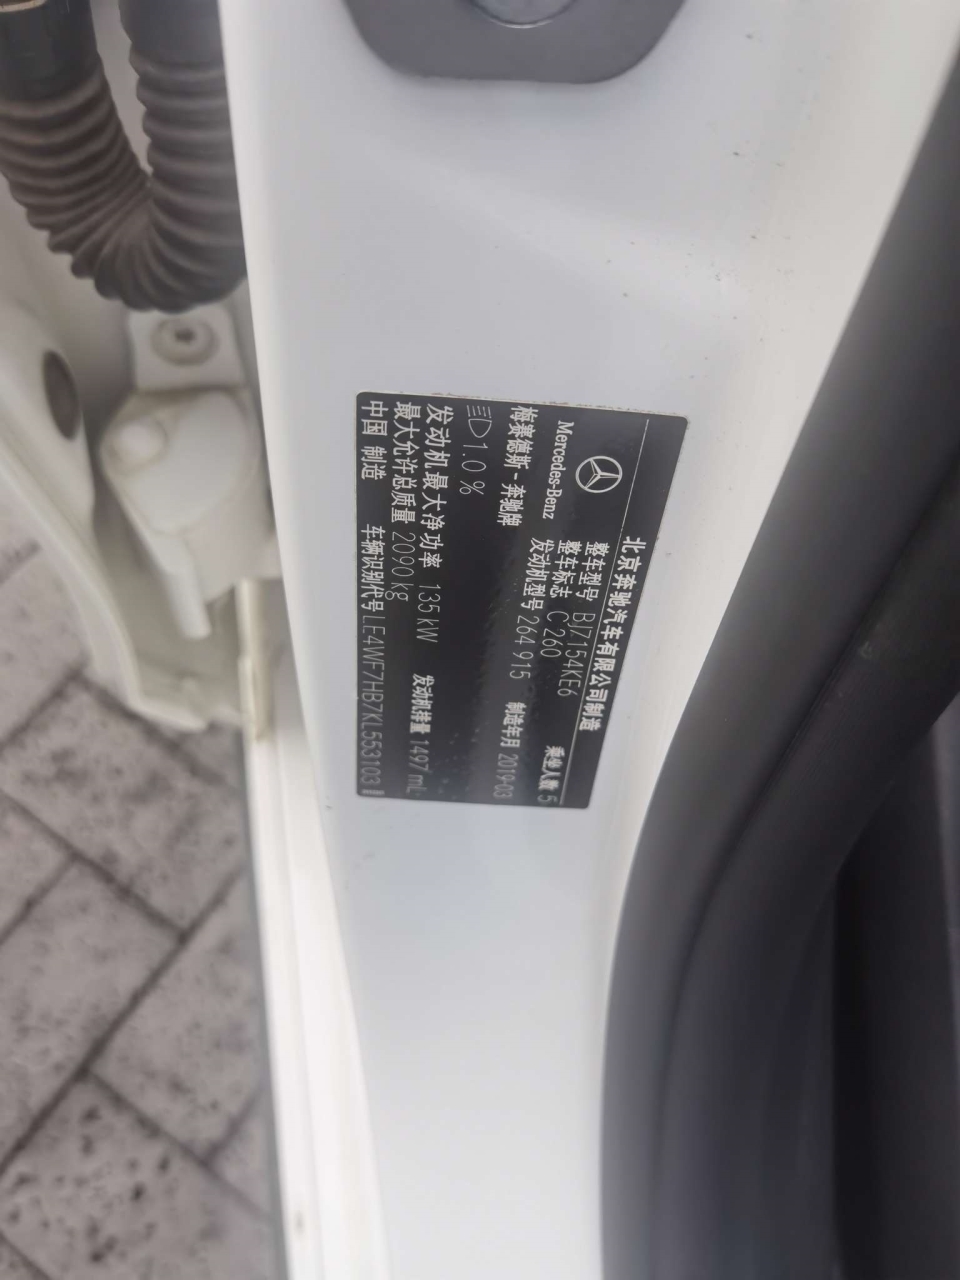 北京奔驰汽车有限公司制造
Mercedes-Benz
整车型号 BJ7154KE6
整车标志 C 260 乘坐人数 5
梅赛德斯-奔驰牌 发动机型号 264 915 制造年月 2019-03
1.0 %
发动机最大净功率 135 kW 发动机排量 1497 mL
最大允许总质量 2090 kg
中国 制造 车辆识别代号 LE4WF7HB7KL553103